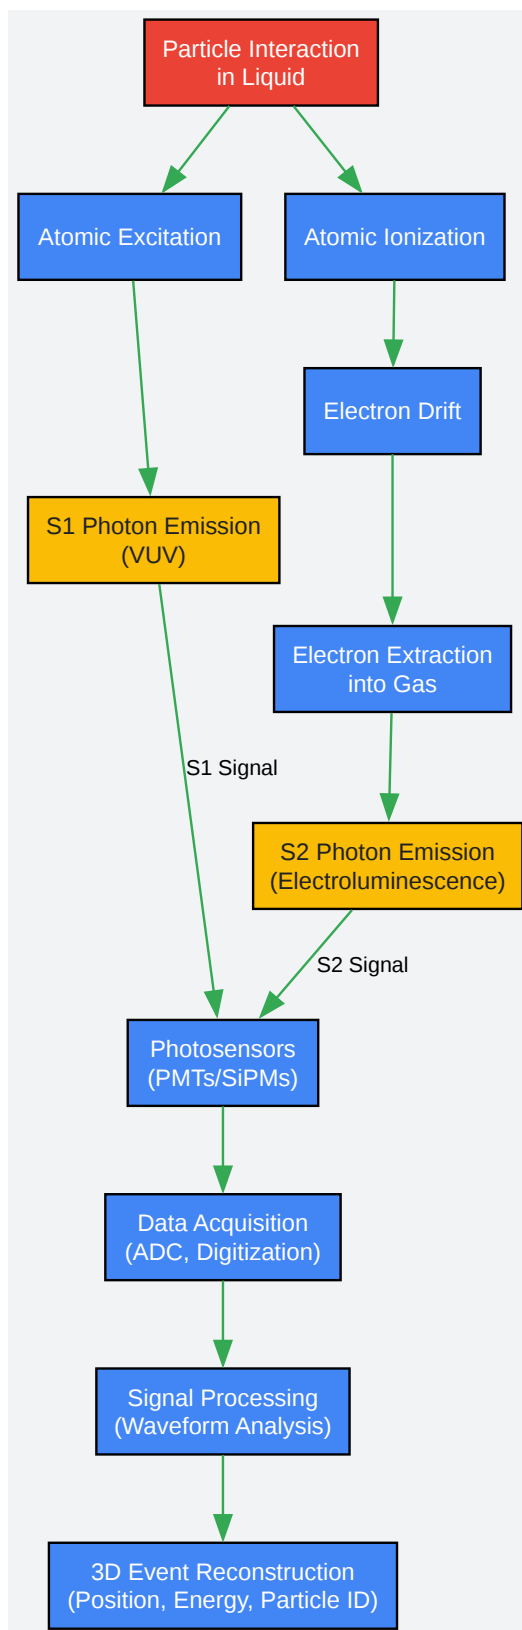 Particle Interaction
in Liquid
Atomic Excitation
Atomic Ionization
Electron Drift
S1 Photon Emission
(VUV)
Electron Extraction
into Gas
S1 Signal
S2 Photon Emission
(Electroluminescence)
S2 Signal
Photosensors
(PMTs/SiPMs)
Data Acquisition
(ADC, Digitization)
Signal Processing
(Waveform Analysis)
3D Event Reconstruction
(Position, Energy, Particle ID)